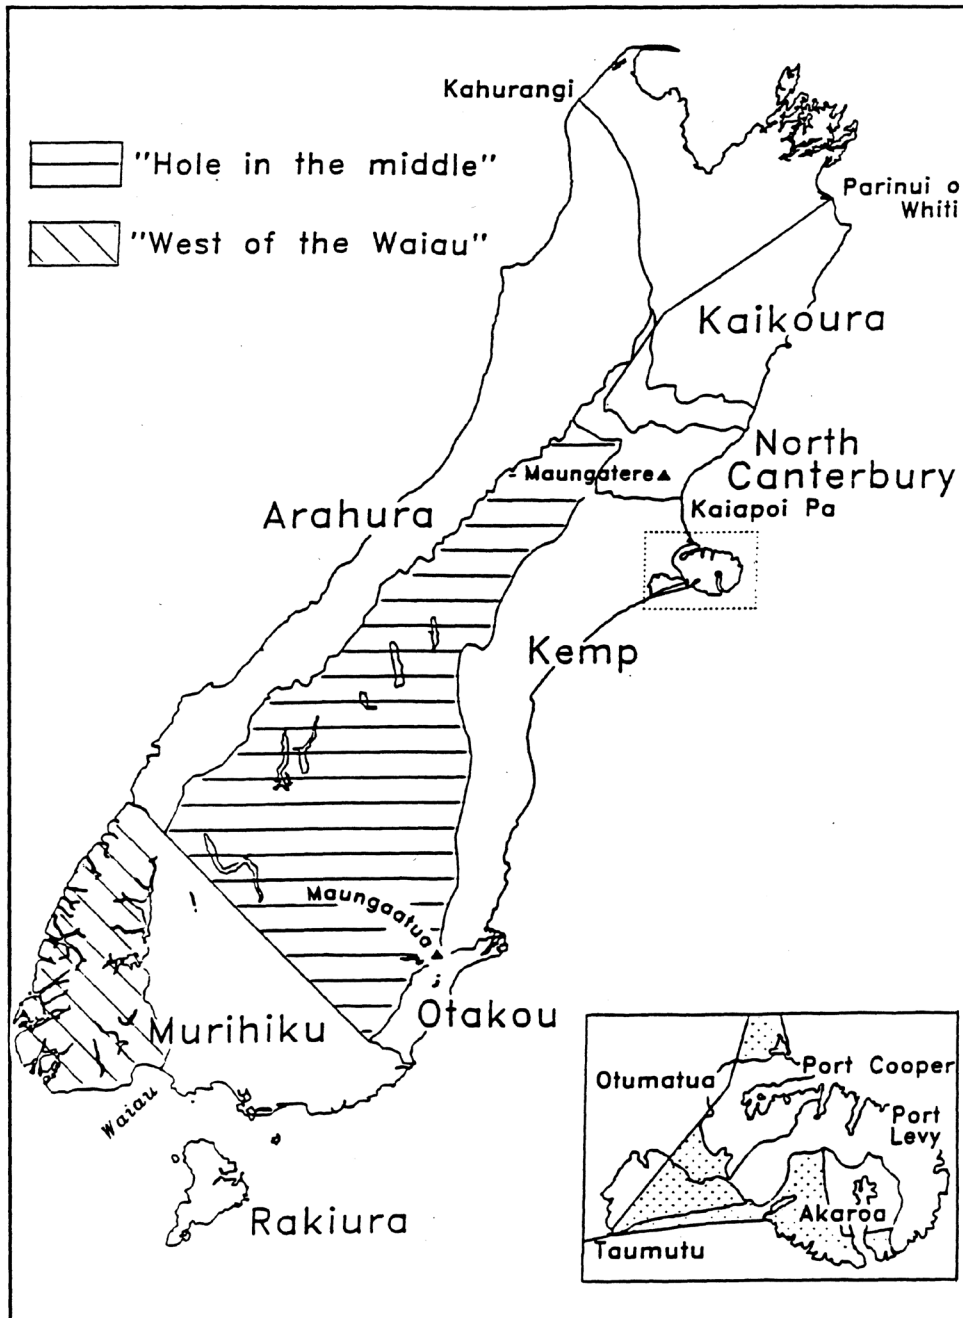 Kahurangi
"Hole in the middle"
Parinui o
Whiti
"West of the Waiau"
Kaikoura
North
Canterbury
Maungatere
Kaiapoi Pa
Arahura
Kemp
Maungaatua
Otakou
Murihiku
Waiau
Rakiura
Otumatua
Port Cooper
Port
Levy
Akaroa
Taumutu